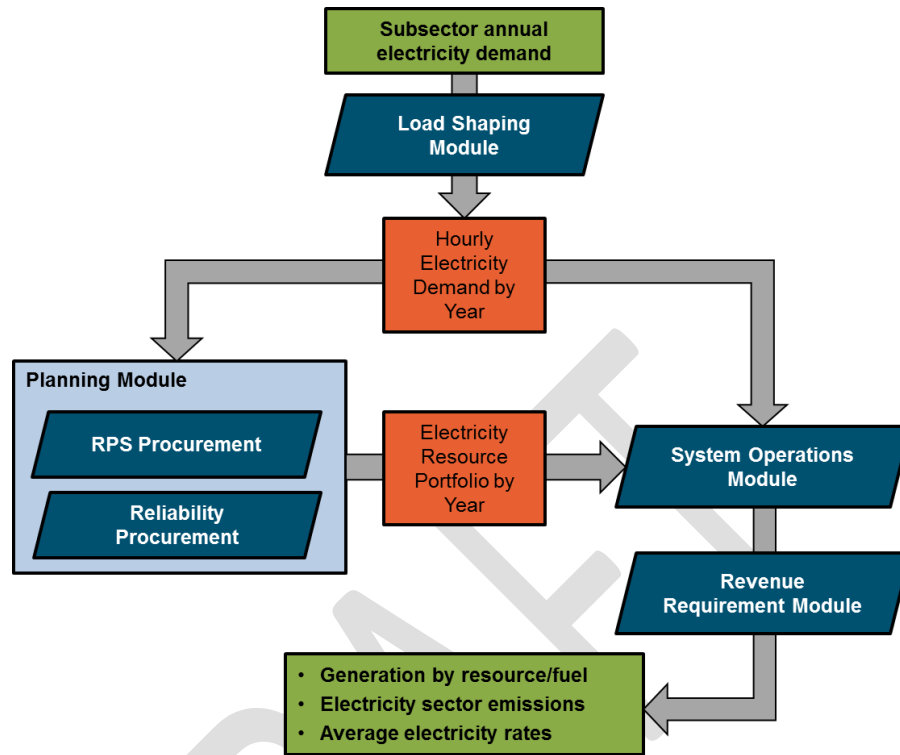 Subsector annual
electricity demand
Load Shaping
Module
Hourly
Electricity
Demand by
Year
Planning Module
RPS Procurement
Reliability
Procurement
Electricity
Resource
Portfolio by
Year
System Operations
Module
Revenue
Requirement Module
• Generation by resource/fuel
• Electricity sector emissions
• Average electricity rates
DRAFT